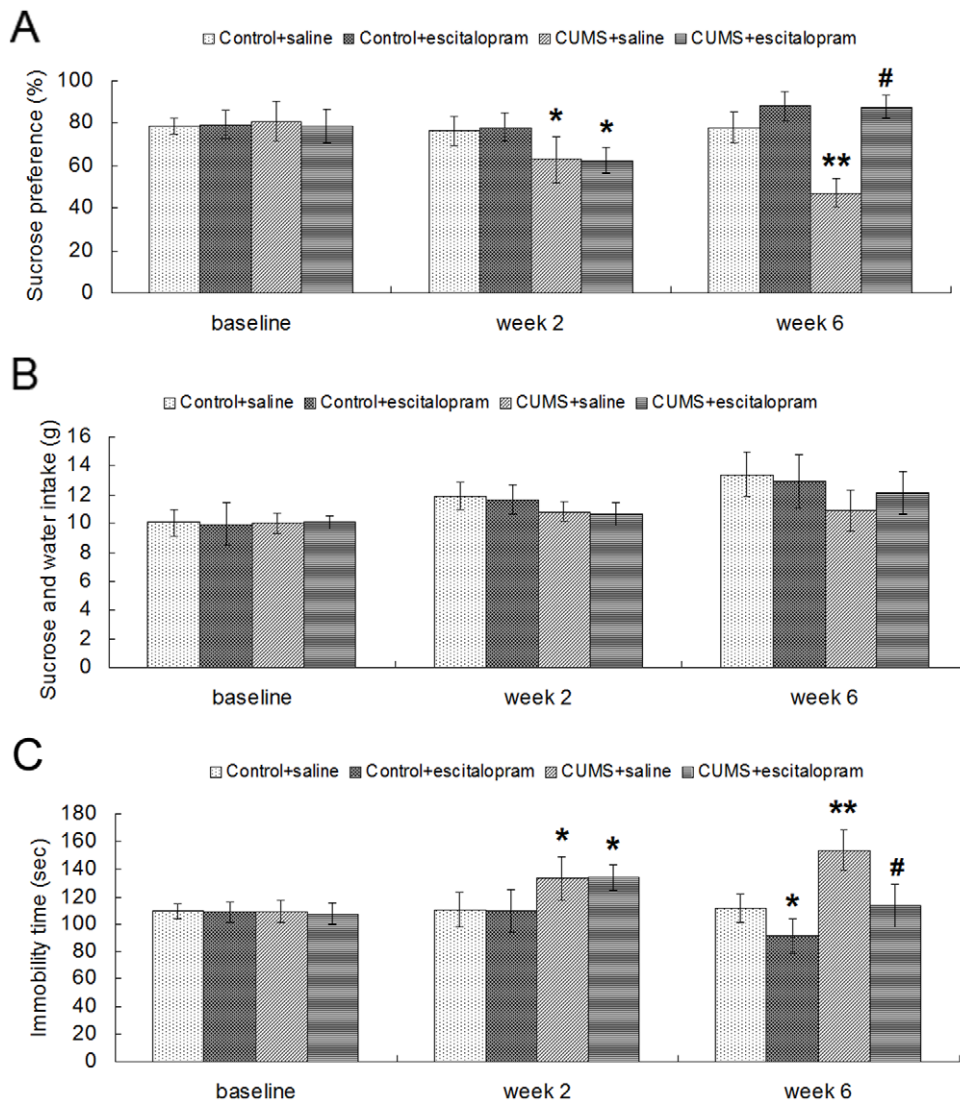 A
Control+saline Control+escitalopram CUMS+saline CUMS+escitalopram
Sucrose preference (%)
100
80
60
40
20
0
* * ** #
baseline week 2 week 6
B
Control+saline Control+escitalopram CUMS+saline CUMS+escitalopram
Sucrose and water intake (g)
16
14
12
10
8
6
4
2
0
baseline week 2 week 6
C
Control+saline Control+escitalopram CUMS+saline CUMS+escitalopram
Immobility time (sec)
180
160
140
120
100
80
60
40
20
0
* * * ** #
baseline week 2 week 6